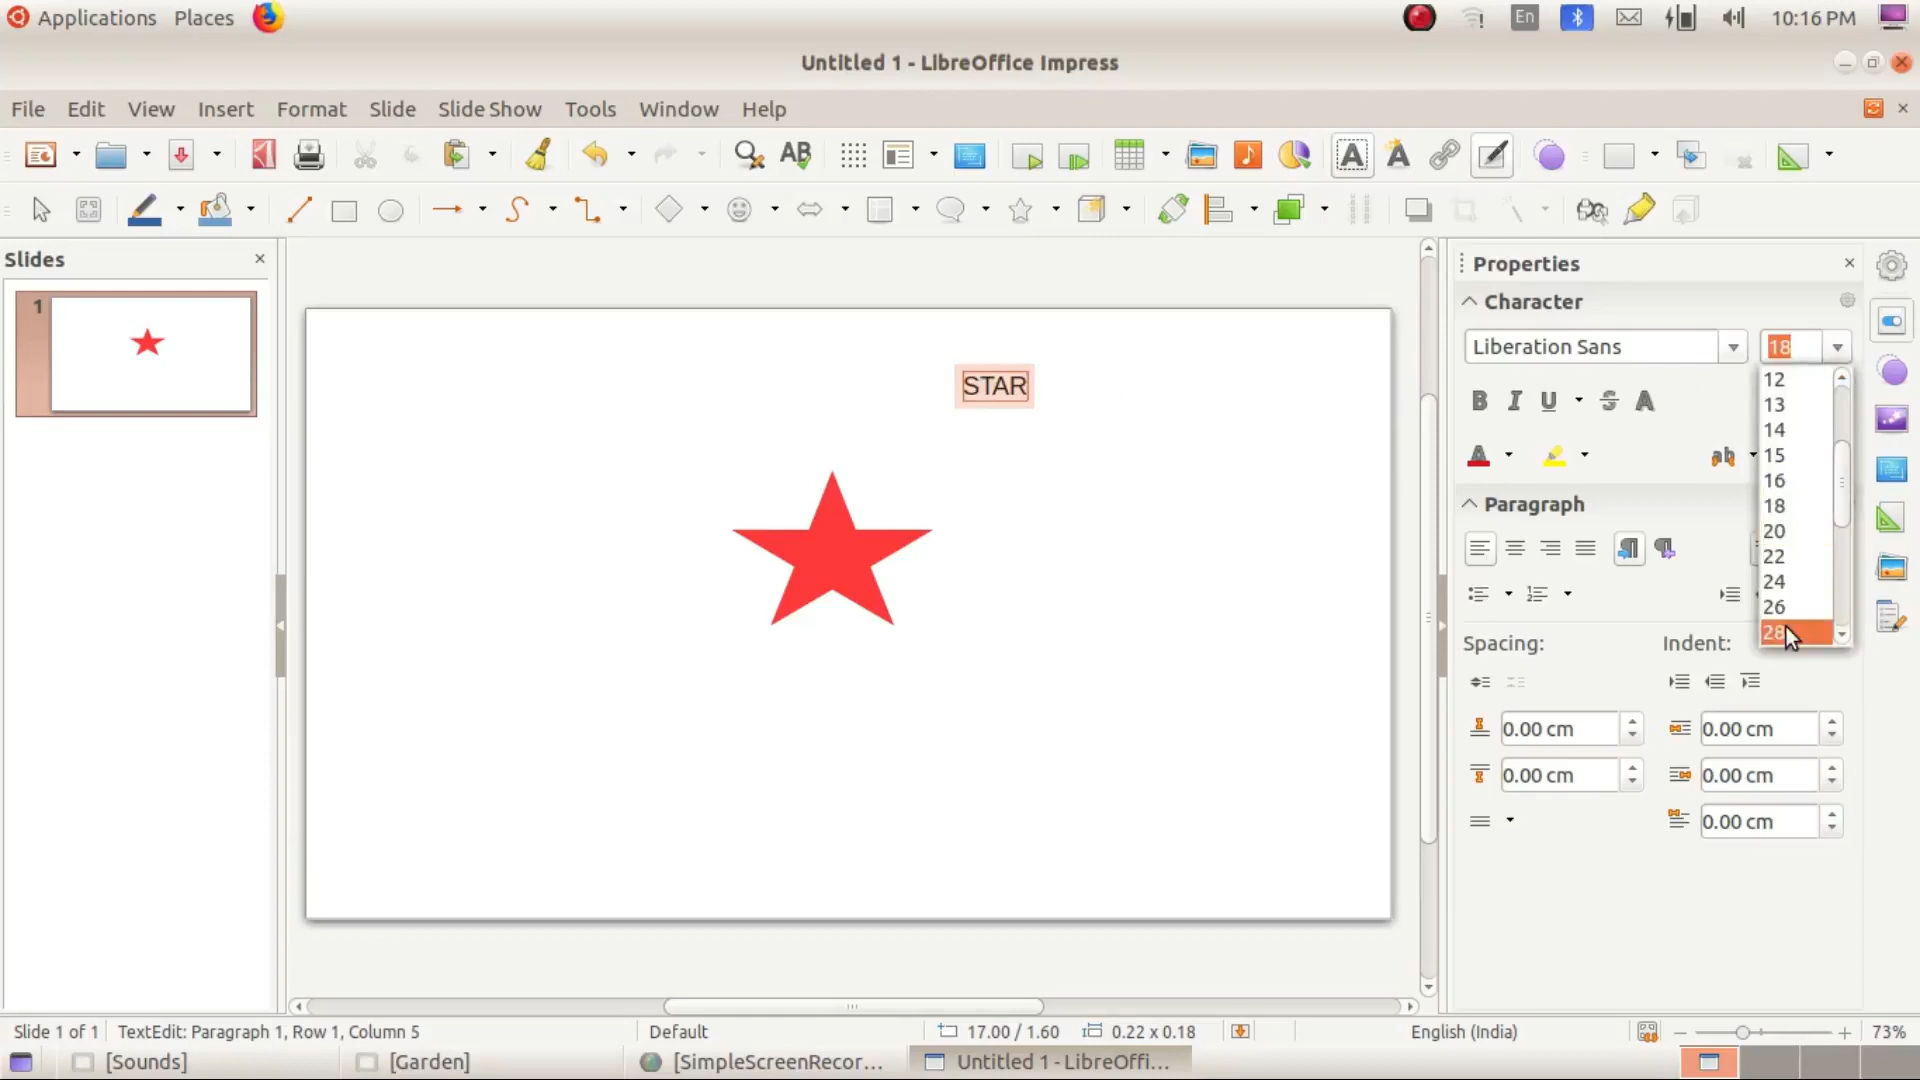 Applications Places En 10:16 PM
Untitled 1 - LibreOffice Impress
File Edit View Insert Format Slide Slide Show Tools Window Help
Slides
1
STAR
Properties
Character
Liberation Sans 18
12
13
14
15
16
18
20
22
24
26
28
Paragraph
Spacing: Indent:
0.00 cm 0.00 cm
0.00 cm 0.00 cm
0.00 cm
Slide 1 of 1 TextEdit: Paragraph 1, Row 1, Column 5 Default 17.00 / 1.60 0.22 x 0.18 English (India) 73%
[Sounds] [Garden] [SimpleScreenRecor... Untitled 1 - LibreOffi...